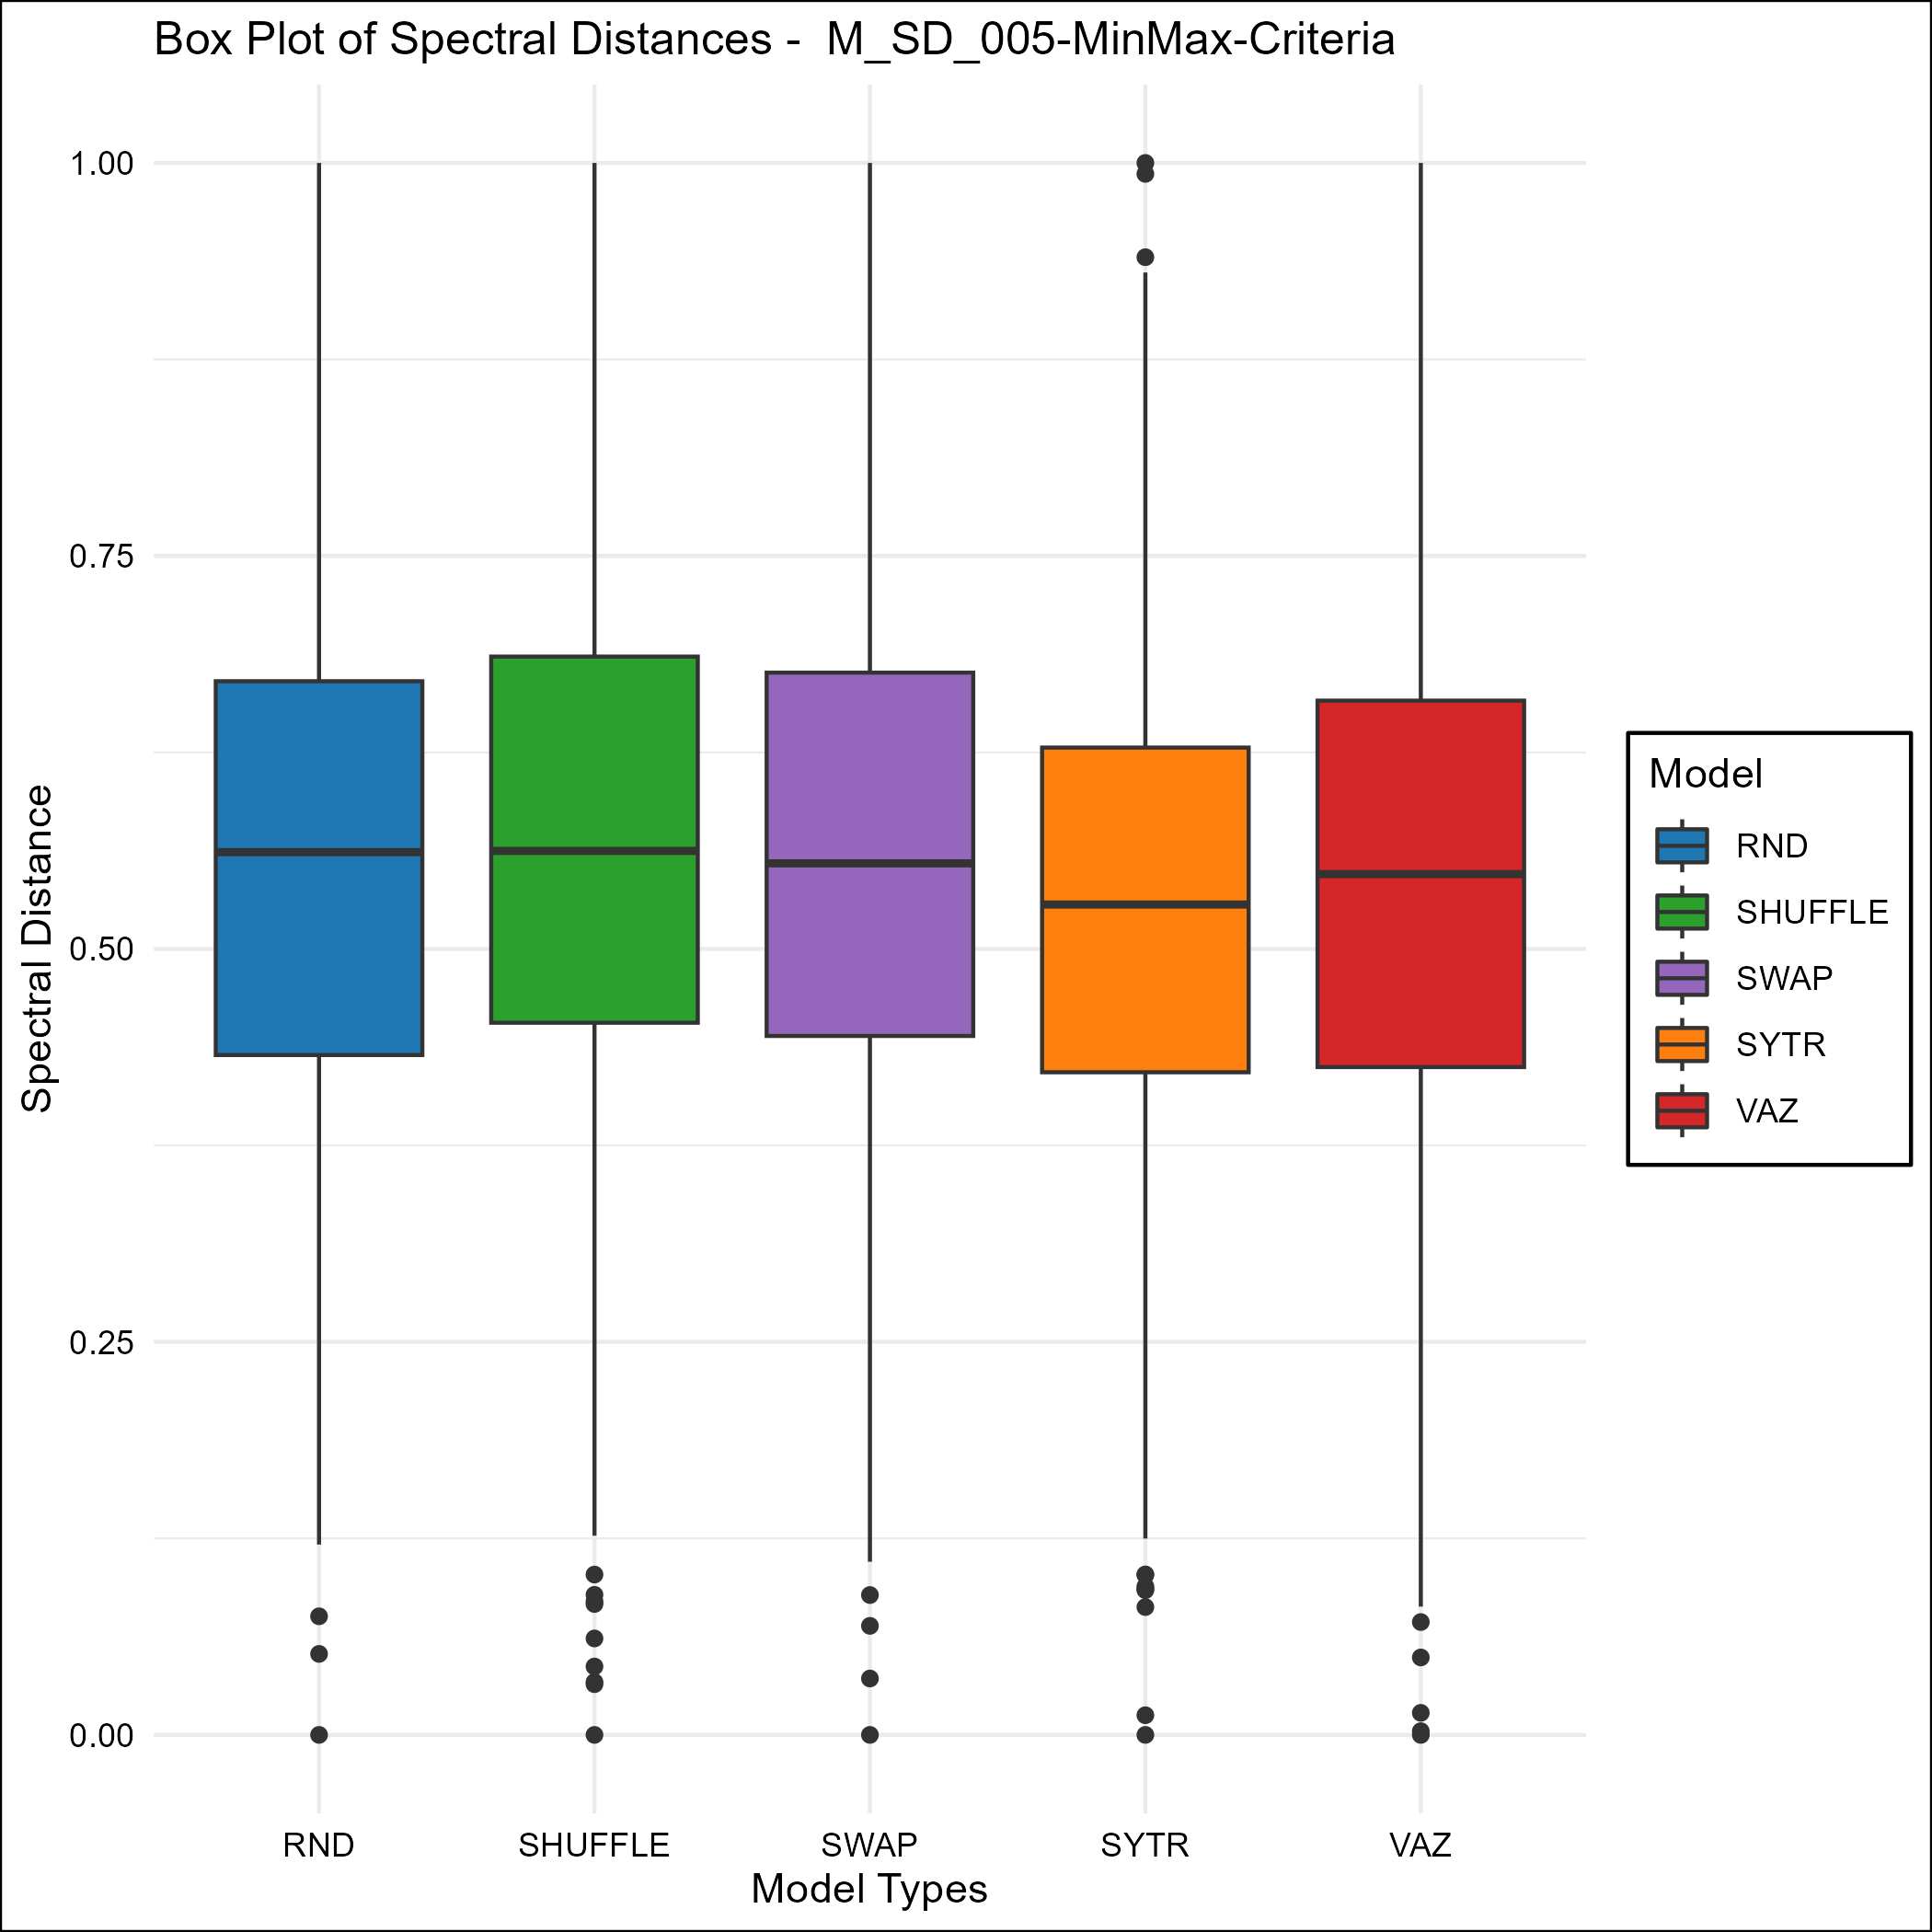 Box Plot of Spectral Distances -  M_SD_005-MinMax-Criteria
1.00
0.75
0.50
0.25
0.00
Spectral Distance
RND
SHUFFLE
SWAP
SYTR
VAZ
Model Types
Model
RND
SHUFFLE
SWAP
SYTR
VAZ